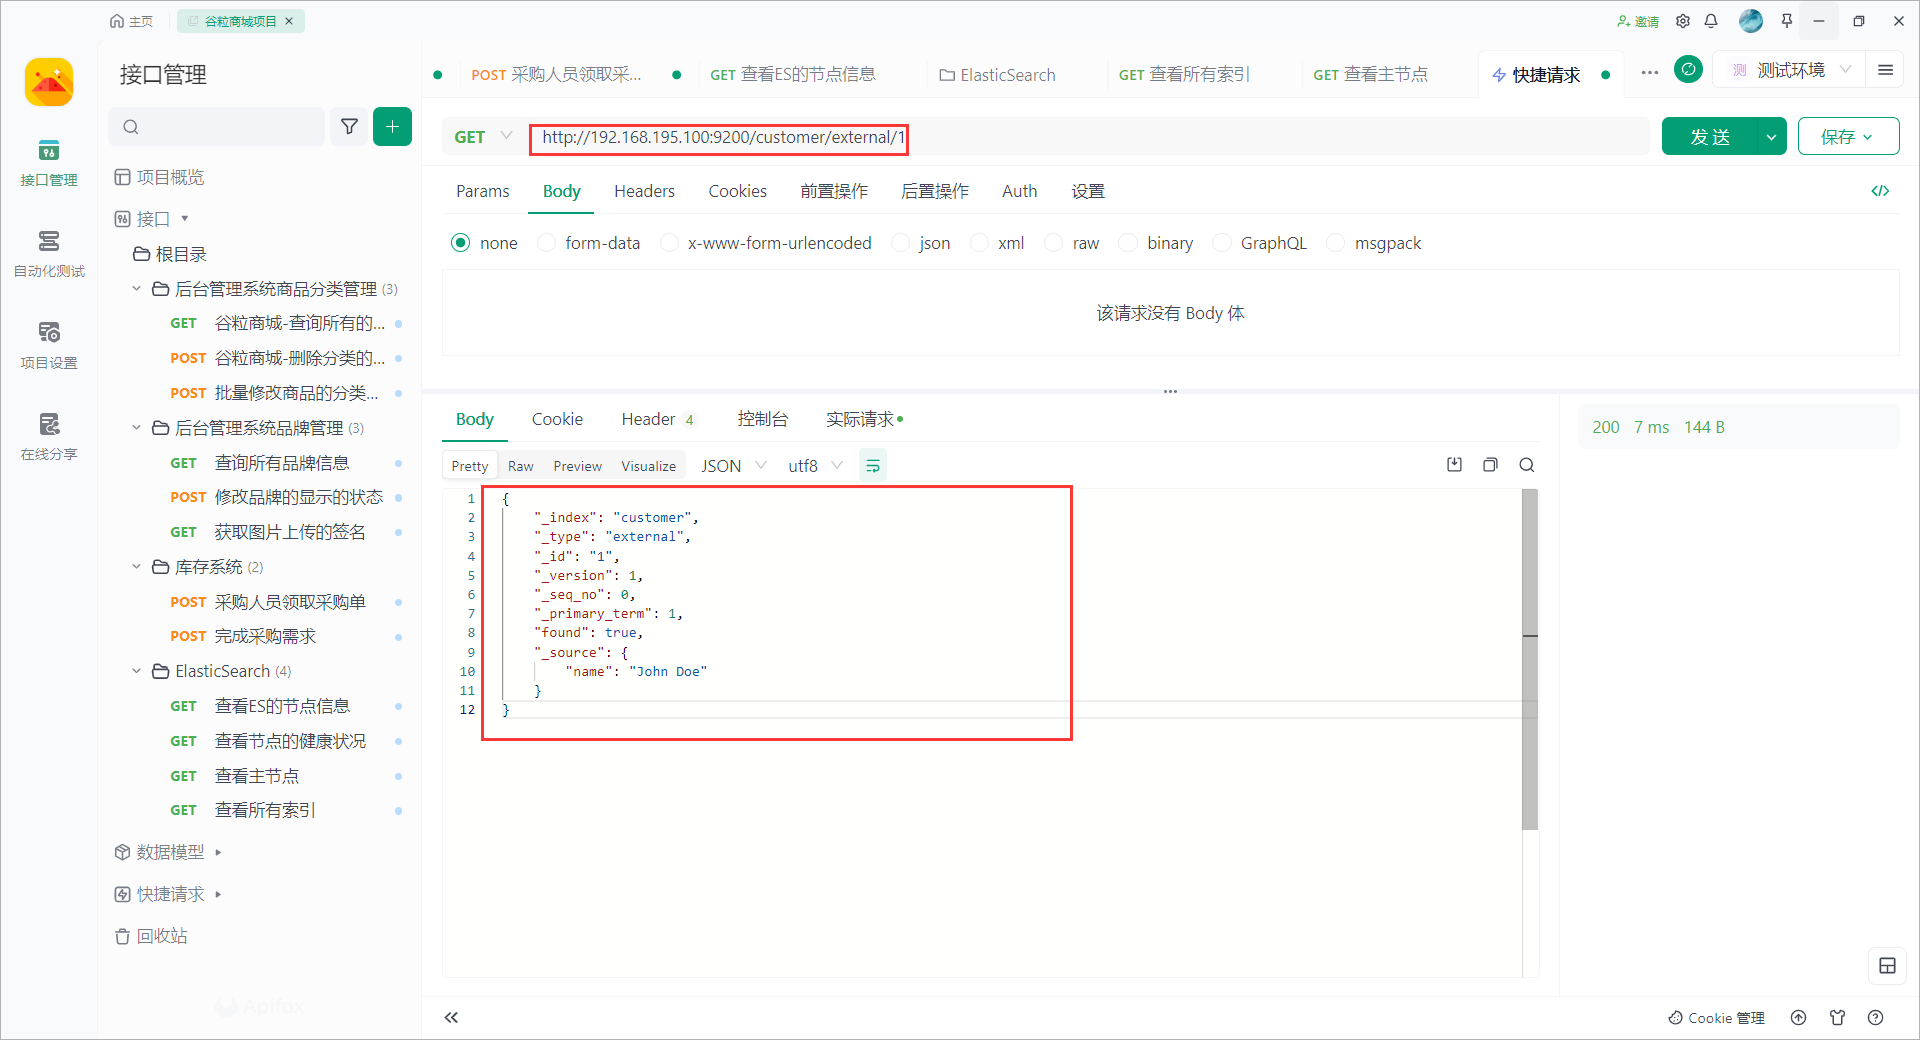 主页
谷粒商城项目
邀请
接口管理
自动化测试
项目设置
在线分享
接口管理
项目概览
接口
根目录
后台管理系统商品分类管理 (3)
GET 谷粒商城-查询所有的...
POST 谷粒商城-删除分类的...
POST 批量修改商品的分类...
后台管理系统品牌管理 (3)
GET 查询所有品牌信息
POST 修改品牌的显示的状态
GET 获取图片上传的签名
库存系统 (2)
POST 采购人员领取采购单
POST 完成采购需求
ElasticSearch (4)
GET 查看ES的节点信息
GET 查看节点的健康状况
GET 查看主节点
GET 查看所有索引
数据模型
快捷请求
回收站
Apifox
POST 采购人员领取采...
GET 查看ES的节点信息
ElasticSearch
GET 查看所有索引
GET 查看主节点
快捷请求
测 测试环境
GET http://192.168.195.100:9200/customer/external/1
发 送
保存
Params Body Headers Cookies 前置操作 后置操作 Auth 设置
none form-data x-www-form-urlencoded json xml raw binary GraphQL msgpack
该请求没有 Body 体
Body Cookie Header 4 控制台 实际请求
200 7 ms 144 B
Pretty Raw Preview Visualize JSON utf8
1 {
2 "_index": "customer",
3 "_type": "external",
4 "_id": "1",
5 "_version": 1,
6 "_seq_no": 0,
7 "_primary_term": 1,
8 "found": true,
9 "_source": {
10 "name": "John Doe"
11 }
12 }
Cookie 管理